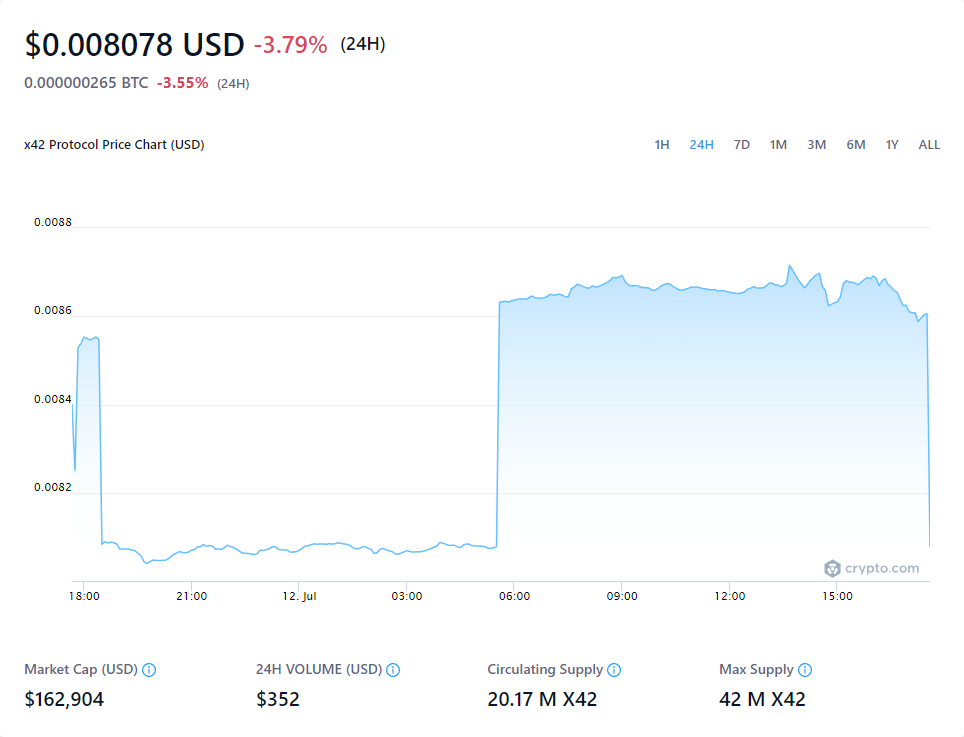 $0.008078 USD -3.79% (24H)
0.000000265 BTC -3.55% (24H)
x42 Protocol Price Chart (USD) 1H 24H 7D 1M 3M 6M 1Y ALL
0.0088
0.0086
0.0084
0.0082
crypto.com
18:00 21:00 12. Jul 03:00 06:00 09:00 12:00 15:00
Market Cap (USD) 24H VOLUME (USD) Circulating Supply Max Supply
$162,904 $352 20.17 M X42 42 M X42